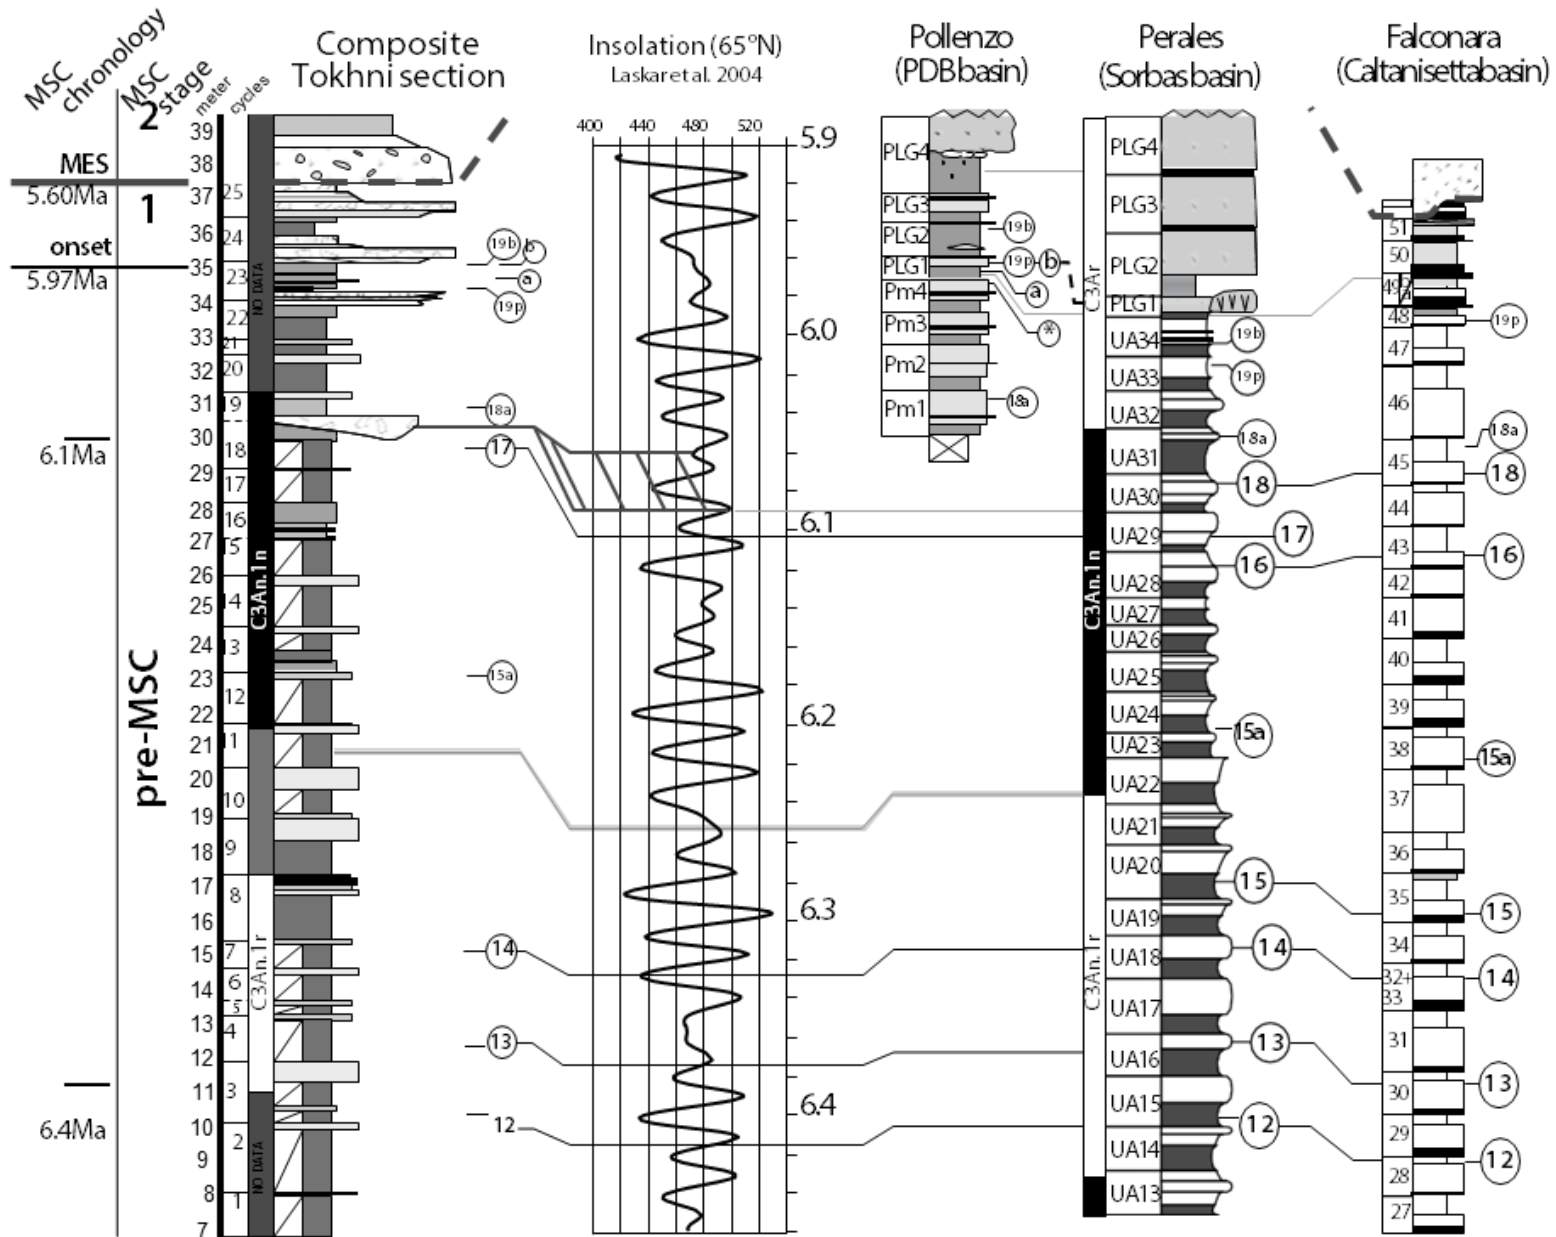 MSC
chronology
MSC
stage
meter
cycles
Composite
Tokhni section
Insolation (65°N)
Laskar et al. 2004
400 440 480 520
Pollenzo
(PDB basin)
Perales
(Sorbas basin)
Falconara
(Caltanisetta basin)
2
MES
5.60Ma
1
onset
5.97Ma
6.1Ma
6.4Ma
pre-MSC
39
38
37
36
35
34
33
32
31
30
29
28
27
26
25
24
23
22
21
20
19
18
17
16
15
14
13
12
11
10
9
8
7
25
24
23
22
21
20
19
18
17
16
15
14
13
12
11
10
9
8
7
6
5
4
3
2
1
NO DATA
C3An.1n
C3An.1r
NO DATA
19b
b
a
19p
18a
17
15a
14
13
12
5.9
6.0
6.1
6.2
6.3
6.4
PLG4
PLG3
PLG2
PLG1
Pm4
Pm3
Pm2
Pm1
19b
19p
b
a
*
18a
C3Ar
C3An.1n
C3An.1r
PLG4
PLG3
PLG2
PLG1
UA34
UA33
UA32
UA31
UA30
UA29
UA28
UA27
UA26
UA25
UA24
UA23
UA22
UA21
UA20
UA19
UA18
UA17
UA16
UA15
UA14
UA13
19b
19p
18a
18
17
16
15a
15
14
13
12
51
50
49
b
a
48
47
46
45
44
43
42
41
40
39
38
37
36
35
34
32+
33
31
30
29
28
27
19p
18a
18
16
15a
15
14
13
12